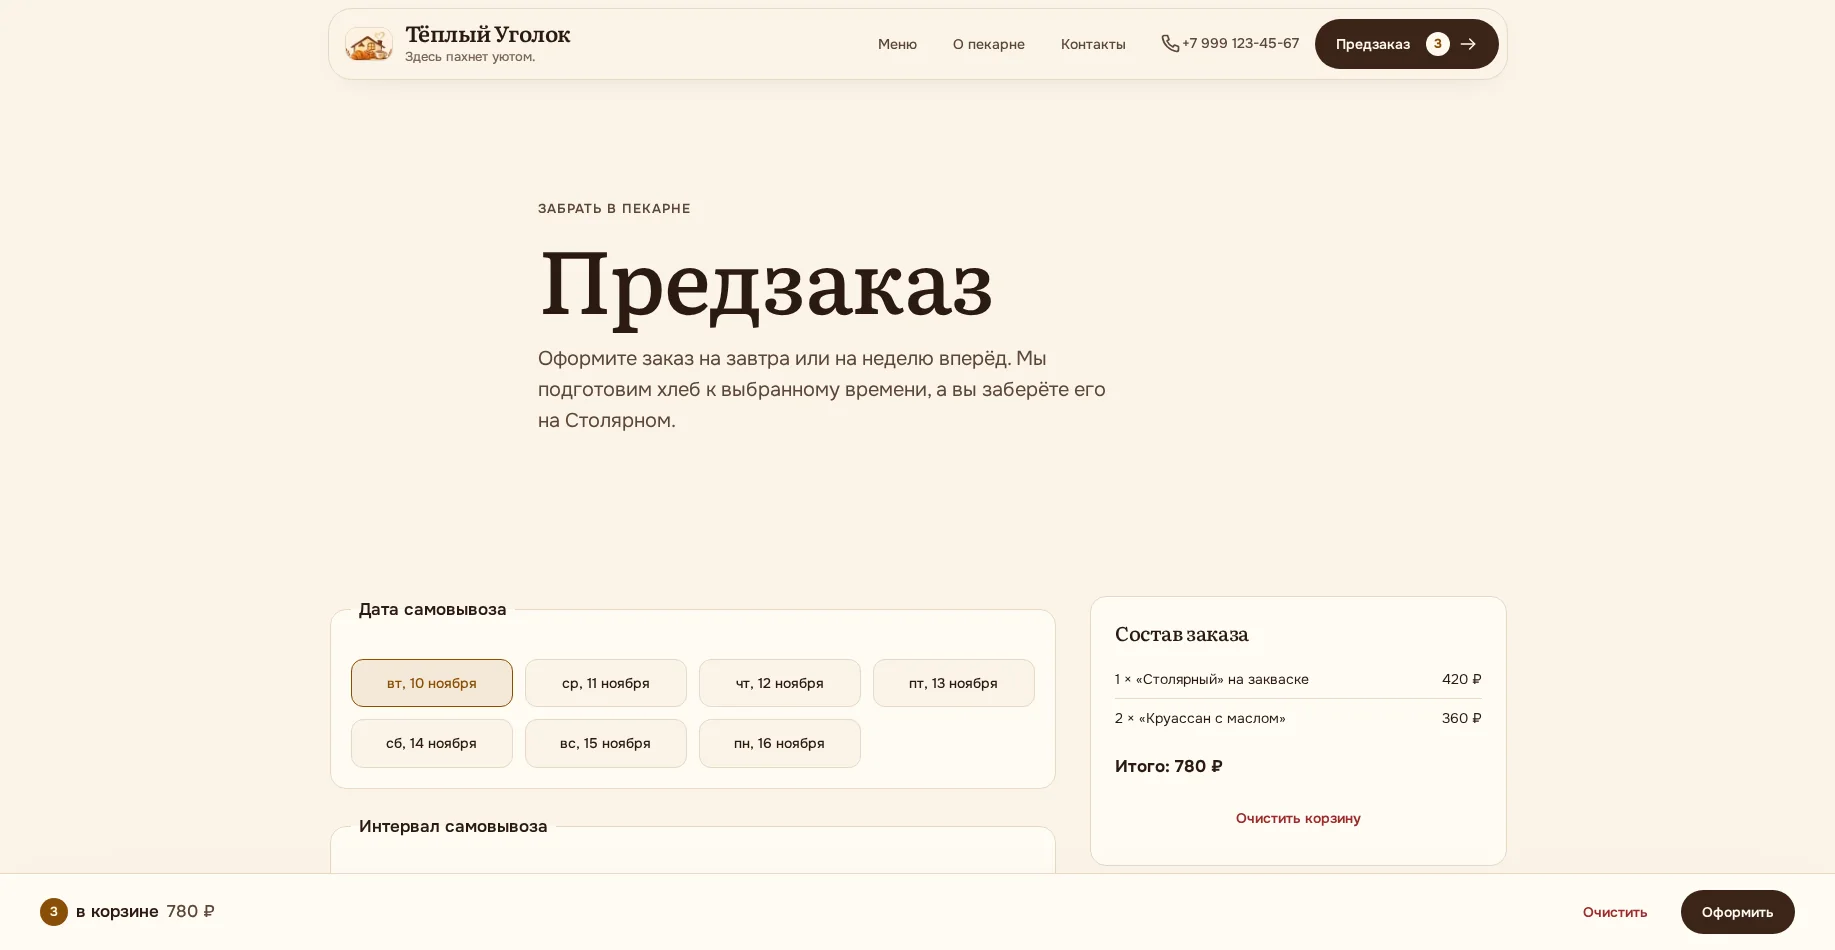 Тёплый Уголок
Здесь пахнет уютом.
Меню
О пекарне
Контакты
+7 999 123-45-67
Предзаказ 3
ЗАБРАТЬ В ПЕКАРНЕ
Предзаказ
Оформите заказ на завтра или на неделю вперёд. Мы
подготовим хлеб к выбранному времени, а вы заберёте его
на Столярном.
Дата самовывоза
вт, 10 ноября
ср, 11 ноября
чт, 12 ноября
пт, 13 ноября
сб, 14 ноября
вс, 15 ноября
пн, 16 ноября
Интервал самовывоза
Состав заказа
1 × «Столярный» на закваске 420 ₽
2 × «Круассан с маслом» 360 ₽
Итого: 780 ₽
Очистить корзину
3 в корзине 780 ₽
Очистить
Оформить